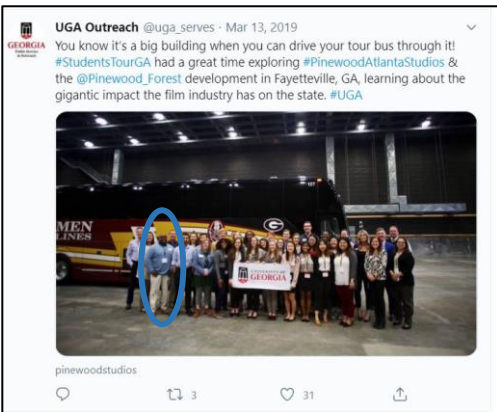 UGA Outreach @uga_serves · Mar 13, 2019
GEORGIA
You know it's a big building when you can drive your tour bus through it!
#StudentsTourGA had a great time exploring #PinewoodAtlantaStudios &
the @Pinewood_Forest development in Fayetteville, GA, learning about the
gigantic impact the film industry has on the state. #UGA
MEN
LINES
G
UNIVERSITY OF
GEORGIA
pinewoodstudios
3
31